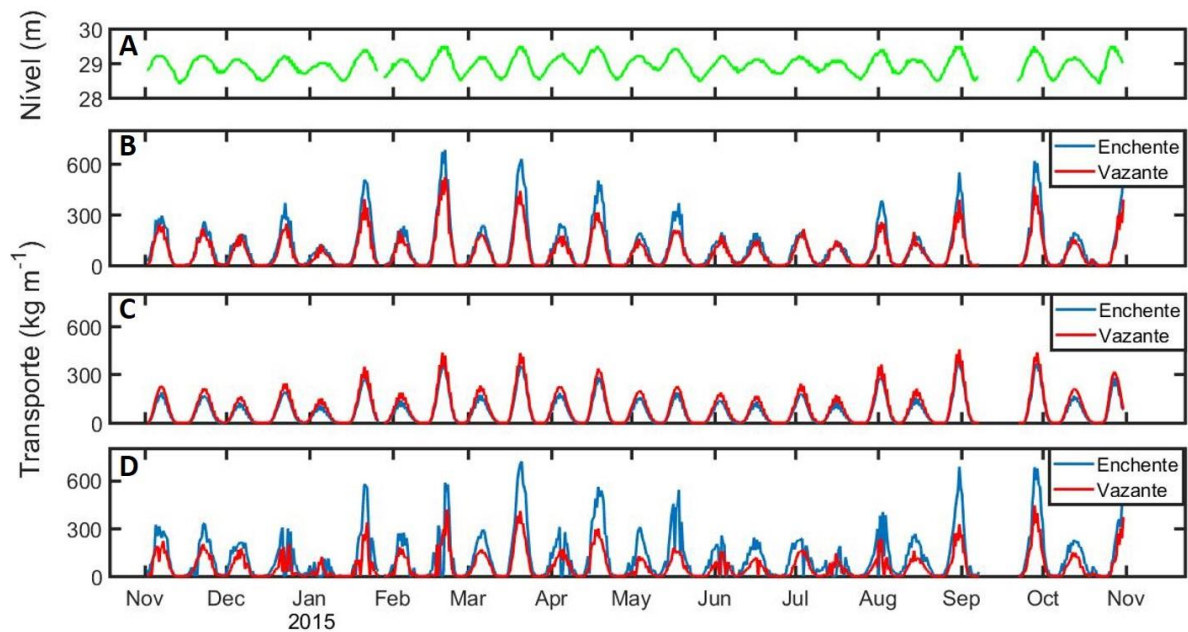 Nível (m)
30
29
28
A
Transporte (kg m⁻¹)
B
600
300
0
Enchente
Vazante
C
600
300
0
Enchente
Vazante
D
600
300
0
Enchente
Vazante
Nov Dec Jan Feb Mar Apr May Jun Jul Aug Sep Oct Nov
2015